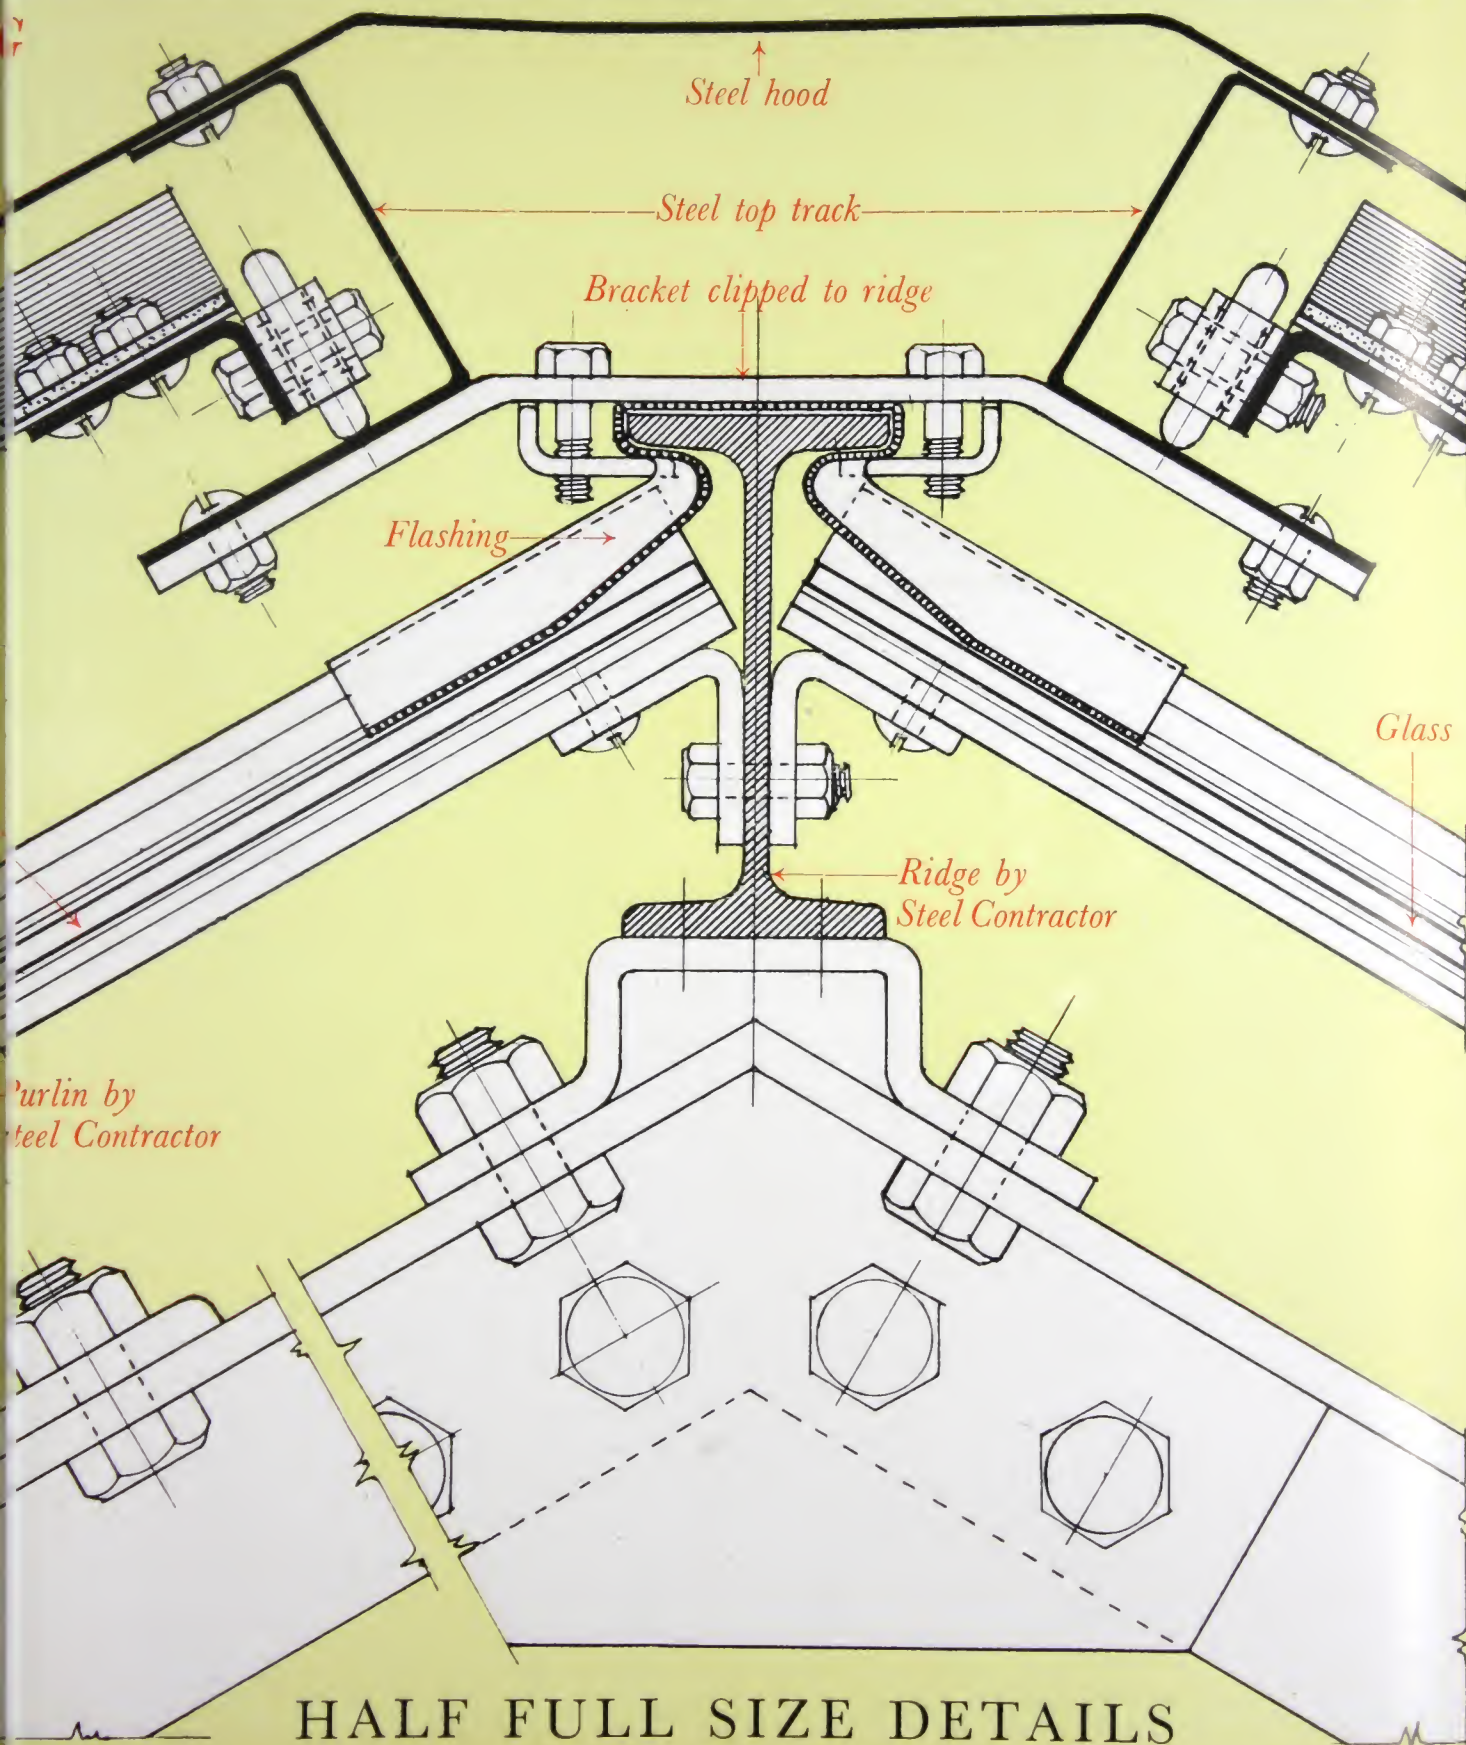 Steel hood
Steel top track
Bracket clipped to ridge
Flashing
Glass
Ridge by
Steel Contractor
urlin by
teel Contractor
HALF FULL SIZE DETAILS